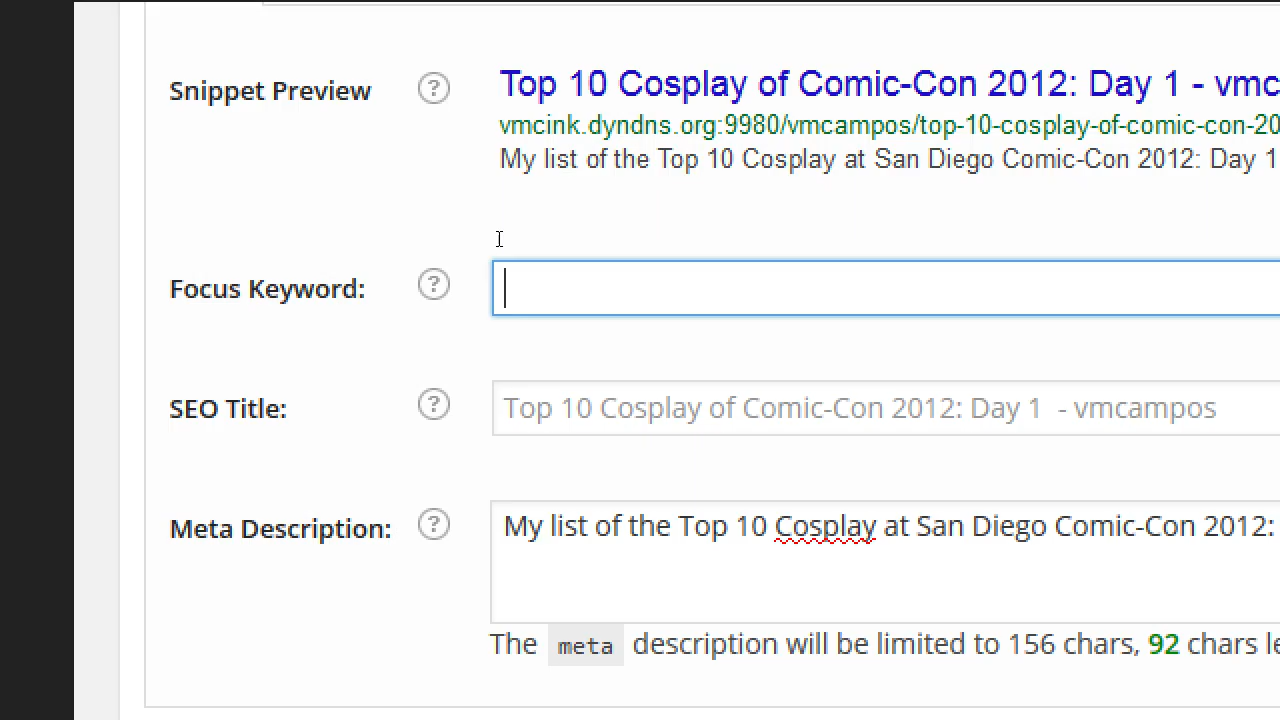 Snippet Preview ? Top 10 Cosplay of Comic-Con 2012: Day 1 - vmc
vmcink.dyndns.org:9980/vmcampos/top-10-cosplay-of-comic-con-20
My list of the Top 10 Cosplay at San Diego Comic-Con 2012: Day 1
Focus Keyword: ?
SEO Title: ? Top 10 Cosplay of Comic-Con 2012: Day 1 - vmcampos
Meta Description: ? My list of the Top 10 Cosplay at San Diego Comic-Con 2012:
The meta description will be limited to 156 chars, 92 chars le